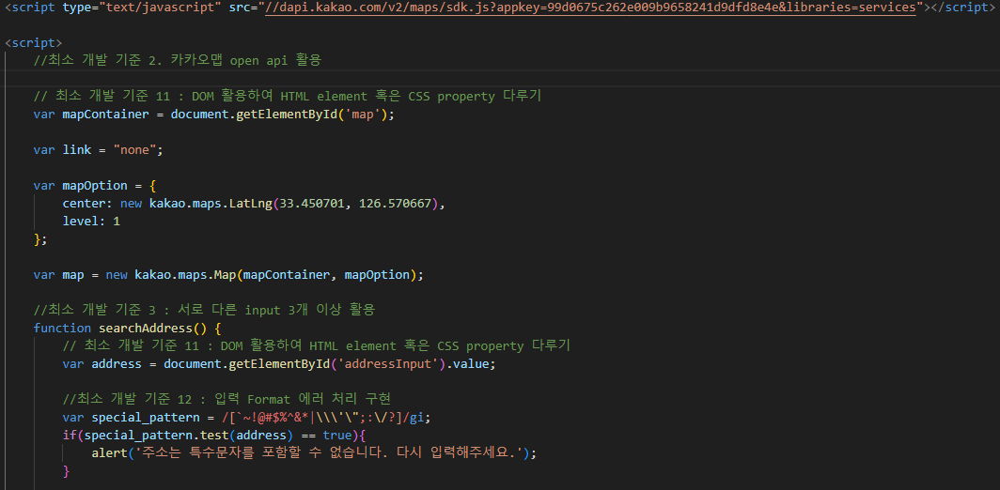 <script type="text/javascript" src="//dapi.kakao.com/v2/maps/sdk.js?appkey=99d0675c262e009b9658241d9dfd8e4e&libraries=services"></script>
<script>
//최소 개발 기준 2. 카카오맵 open api 활용
// 최소 개발 기준 11 : DOM 활용하여 HTML element 혹은 CSS property 다루기
var mapContainer = document.getElementById('map');
var link = "none";
var mapOption = {
center: new kakao.maps.LatLng(33.450701, 126.570667),
level: 1
};
var map = new kakao.maps.Map(mapContainer, mapOption);
//최소 개발 기준 3 : 서로 다른 input 3개 이상 활용
function searchAddress() {
// 최소 개발 기준 11 : DOM 활용하여 HTML element 혹은 CSS property 다루기
var address = document.getElementById('addressInput').value;
//최소 개발 기준 12 : 입력 Format 에러 처리 구현
var special_pattern = /[`~!@#$%^&*|\\\'\";:\/?]/gi;
if(special_pattern.test(address) == true){
alert('주소는 특수문자를 포함할 수 없습니다. 다시 입력해주세요.');
}